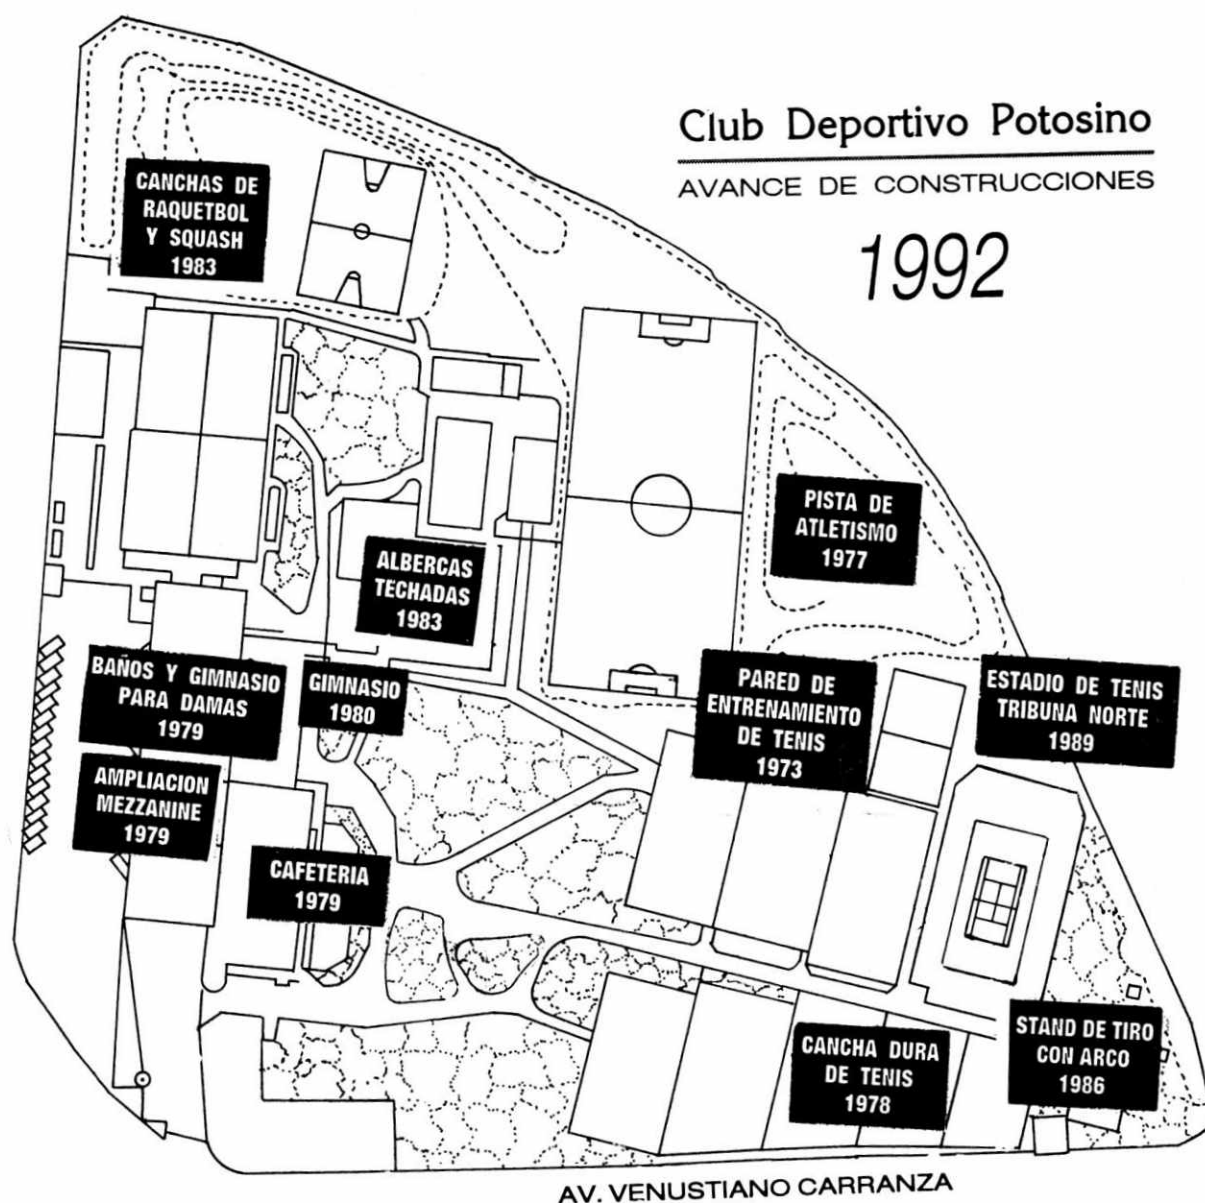 Club Deportivo Potosino
AVANCE DE CONSTRUCCIONES
1992
CANCHAS DE
RAQUETBOL
Y SQUASH
1983
PISTA DE
ATLETISMO
1977
ALBERCAS
TECHADAS
1983
BAÑOS Y GIMNASIO
PARA DAMAS
1979
GIMNASIO
1980
PARED DE
ENTRENAMIENTO
DE TENIS
1973
ESTADIO DE TENIS
TRIBUNA NORTE
1989
AMPLIACION
MEZZANINE
1979
CAFETERIA
1979
CANCHA DURA
DE TENIS
1978
STAND DE TIRO
CON ARCO
1986
AV. VENUSTIANO CARRANZA